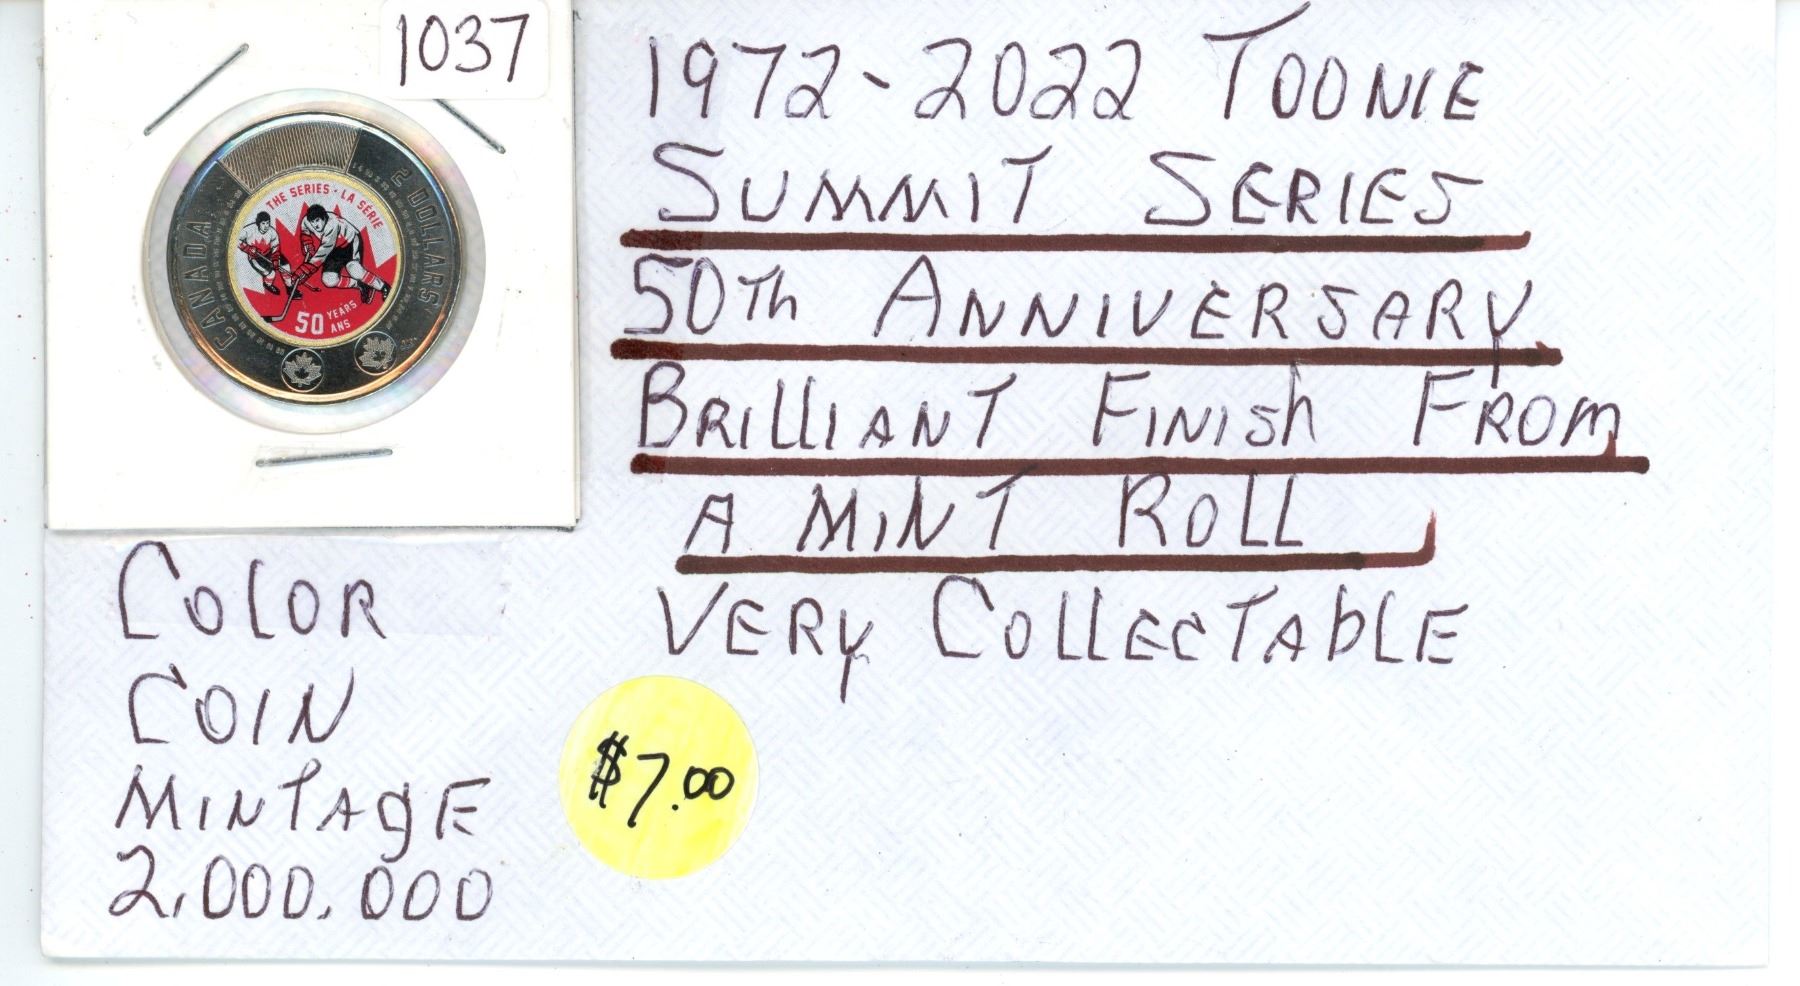 1037
CANADA
2 DOLLARS
THE SERIES · LA SÉRIE
50 YEARS
ANS
1972-2022 TOONIE
SUMMIT SERIES
50Th ANNIVERSARY
BRILLIANT FINISh FROM
A MiNT ROLL
VERy COLLECTABLE
COLOR
COIN
MINTAgE
2,000,000
$7.00